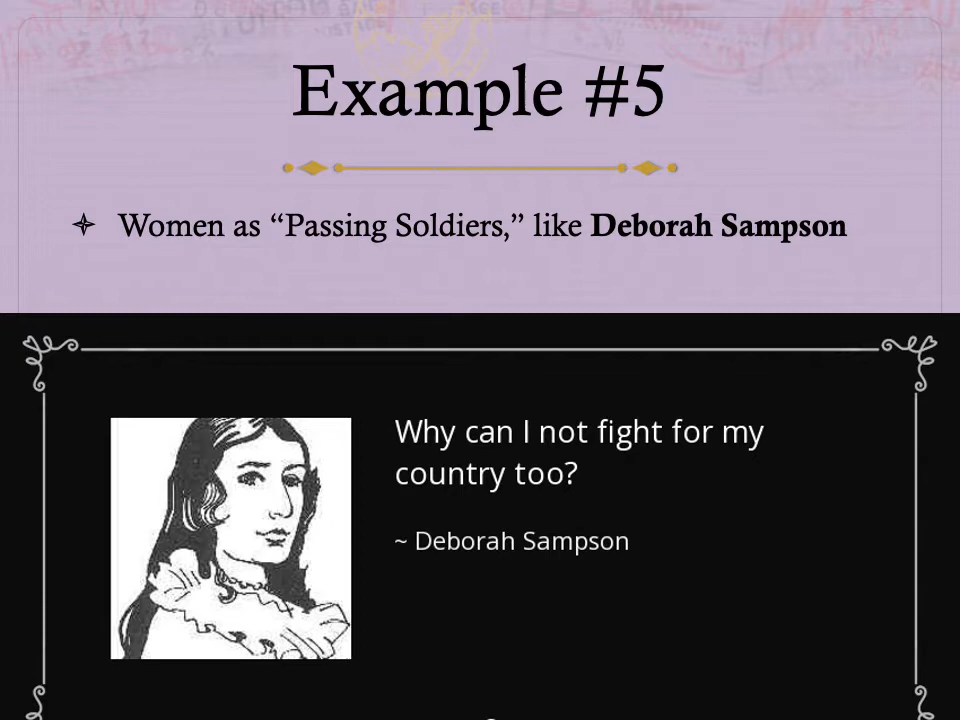 Example #5
Women as “Passing Soldiers,” like Deborah Sampson
Why can I not fight for my
country too?
~ Deborah Sampson